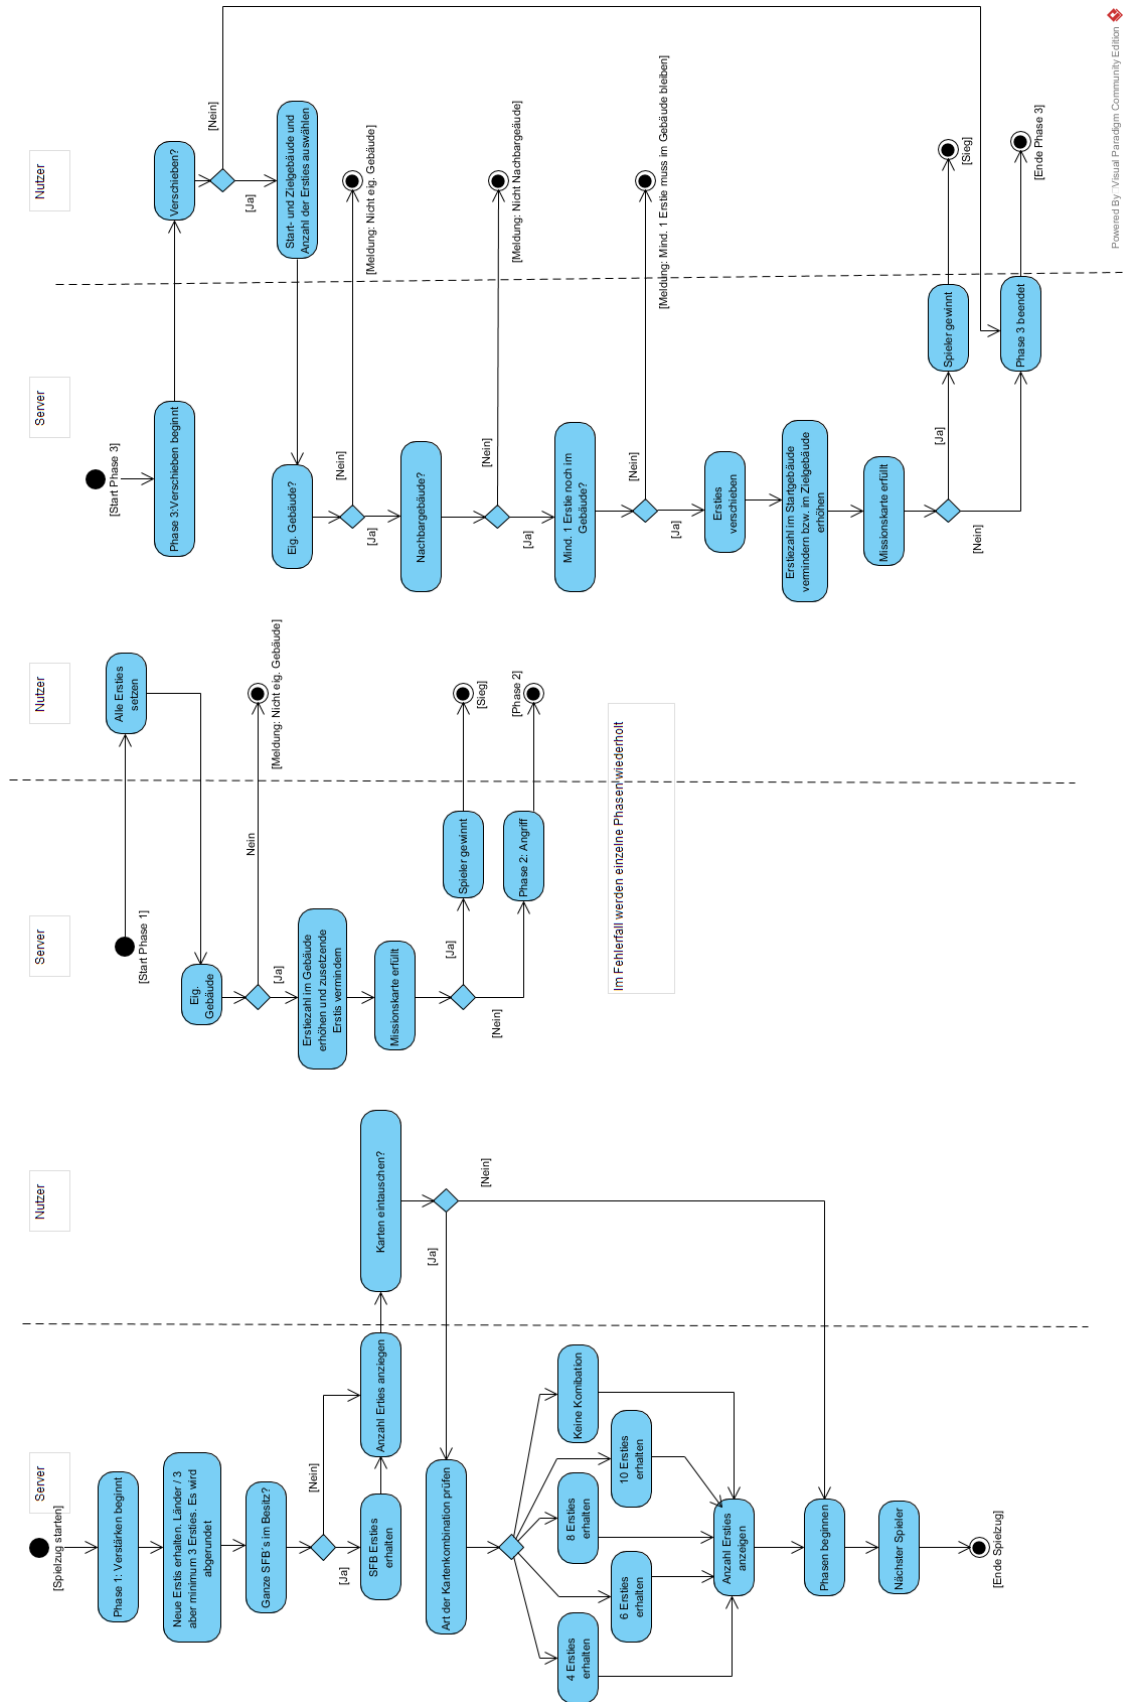 Server
Nutzer
[Spielzug starten]
Phase 1: Verstärken beginnt
Neue Erstis erhalten. Länder / 3
aber minimum 3 Ersties. Es wird
abgerundet
Ganze SFB's im Besitz?
[Nein]
[Ja]
SFB Ersties
erhalten
Anzahl Erties anziegen
Karten eintauschen?
[Ja]
[Nein]
Art der Kartenkombination prüfen
4 Ersties
erhalten
6 Ersties
erhalten
8 Ersties
erhalten
10 Ersties
erhalten
Keine Kombination
Anzahl Ersties
anzeigen
Phasen beginnen
Nächster Spieler
[Ende Spielzug]
Server
Nutzer
[Start Phase 1]
Alle Ersties
setzen
Eig.
Gebäude
Nein
[Meldung: Nicht eig. Gebäude]
[Ja]
Erstiezahl im Gebäude
erhöhen und zusetzende
Erstis vermindern
Missionskarte erfüllt
[Ja]
Spieler gewinnt
[Sieg]
[Nein]
Phase 2: Angriff
[Phase 2]
Im Fehlerfall werden einzelne Phasen wiederholt
Server
Nutzer
[Start Phase 3]
Phase 3:Verschieben beginnt
Verschieben?
[Nein]
[Ja]
Start- und Zielgebäude und
Anzahl der Ersties auswählen
Eig. Gebäude?
[Nein]
[Meldung: Nicht eig. Gebäude]
[Ja]
Nachbargebäude?
[Nein]
[Meldung: Nicht Nachbargeäude]
[Ja]
Mind. 1 Erstie noch im
Gebäude?
[Nein]
[Meldung: Mind. 1 Erstie muss im Gebäude bleiben]
[Ja]
Ersties
verschieben
Erstiezahl im Startgebäude
vermindern bzw. im Zielgebäude
erhöhen
Missionskarte erfüllt
[Ja]
Spieler gewinnt
[Sieg]
[Nein]
Phase 3 beendet
[Ende Phase 3]
Powered By Visual Paradigm Community Edition